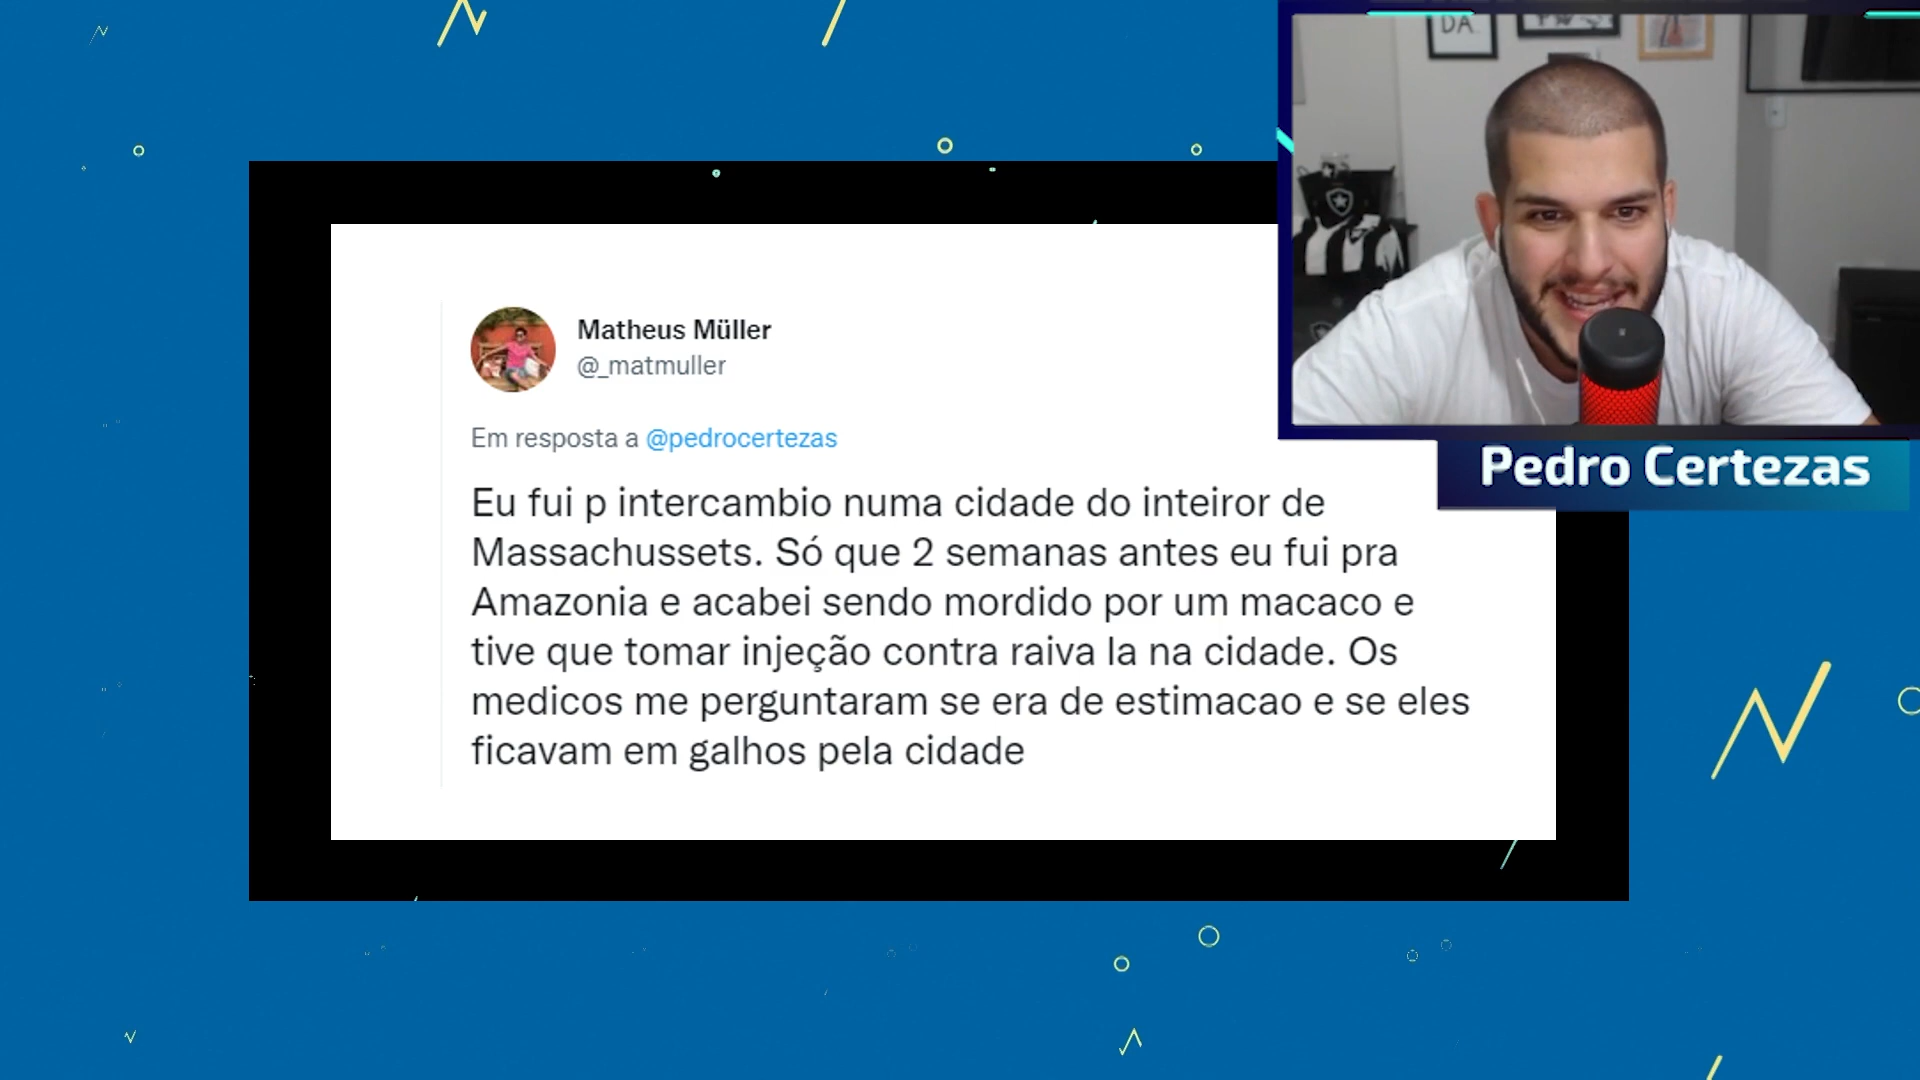 DA
Matheus Müller
@_matmuller
Em resposta a @pedrocertezas
Eu fui p intercambio numa cidade do inteiror de
Massachussets. Só que 2 semanas antes eu fui pra
Amazonia e acabei sendo mordido por um macaco e
tive que tomar injeção contra raiva la na cidade. Os
medicos me perguntaram se era de estimacao e se eles
ficavam em galhos pela cidade
Pedro Certezas